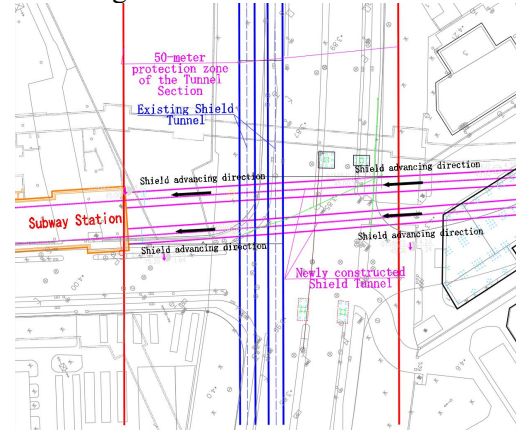 50-meter
protection zone
of the Tunnel
Section
Existing Shield
Tunnel
Shield advancing direction
Shield advancing direction
Subway Station
Shield advancing direction
Shield advancing direction
Newly constructed
Shield Tunnel